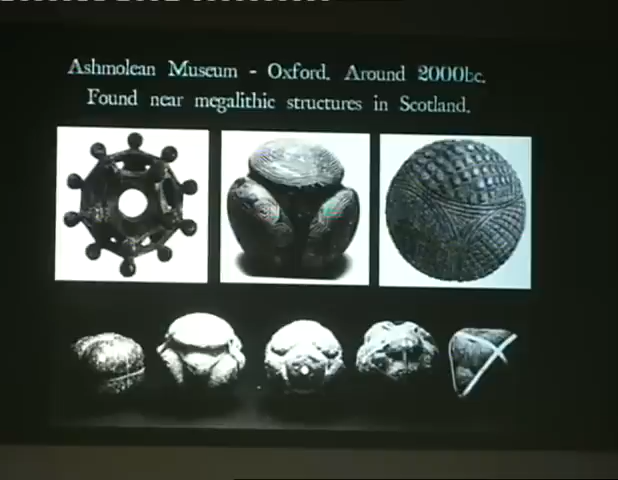 Ashmolean Museum - Oxford. Around 2000bc.
Found near megalithic structures in Scotland.